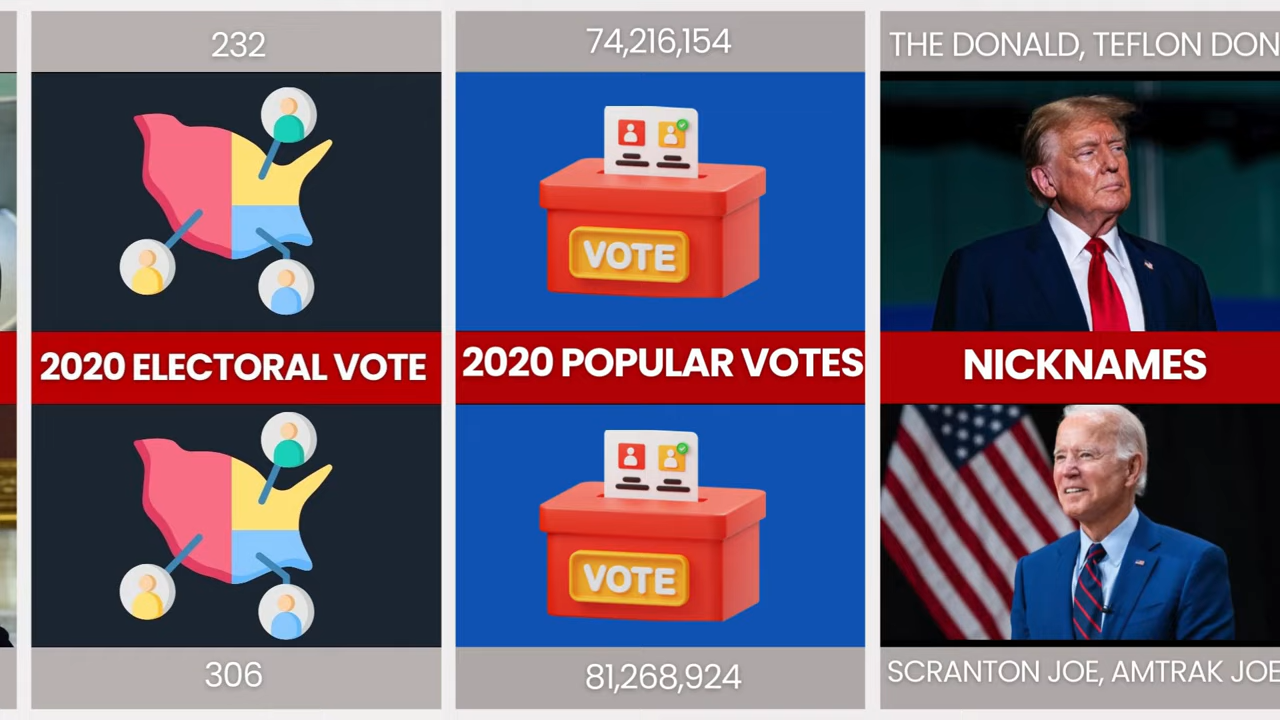 232
2020 ELECTORAL VOTE
306
74,216,154
VOTE
2020 POPULAR VOTES
VOTE
81,268,924
THE DONALD, TEFLON DON
NICKNAMES
SCRANTON JOE, AMTRAK JOE